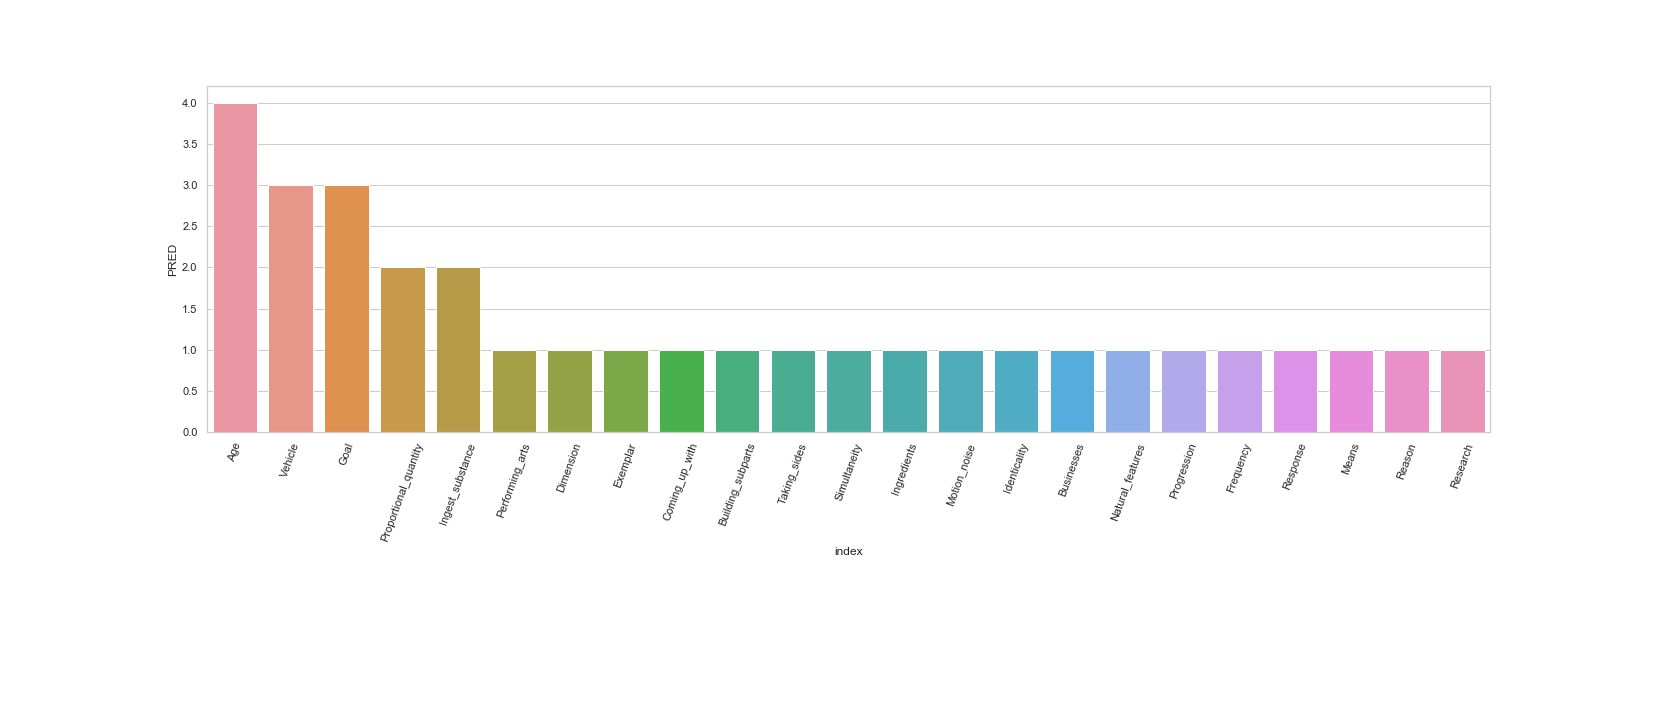 4.0
3.5
3.0
2.5
2.0
1.5
1.0
0.5
0.0
PRED
Age
Vehicle
Goal
Proportional_quantity
Ingest_substance
Performing_arts
Dimension
Exemplar
Coming_up_with
Building_subparts
Taking_sides
Simultaneity
Ingredients
Motion_noise
Identicality
Businesses
Natural_features
Progression
Frequency
Response
Means
Reason
Research
index